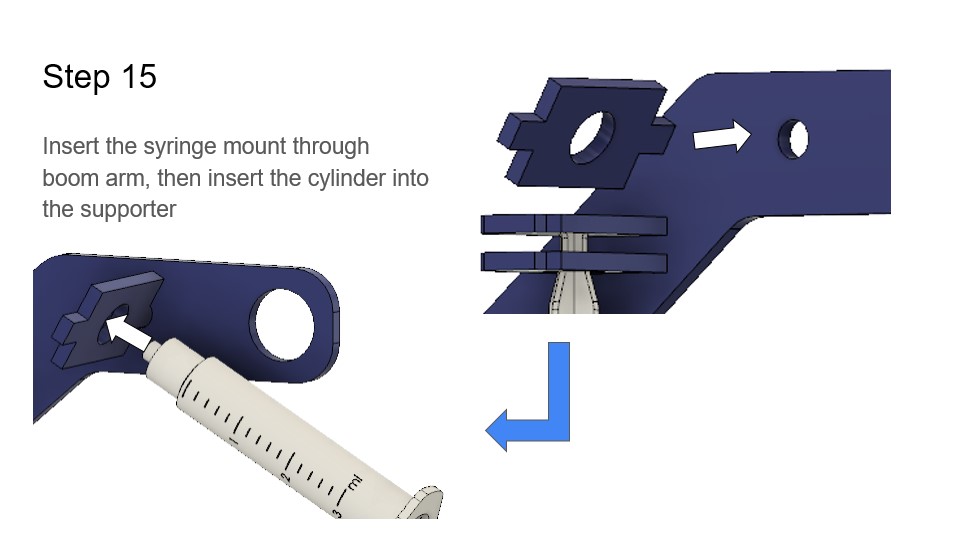 Step 15
Insert the syringe mount through
boom arm, then insert the cylinder into
the supporter
1
2
3
ml